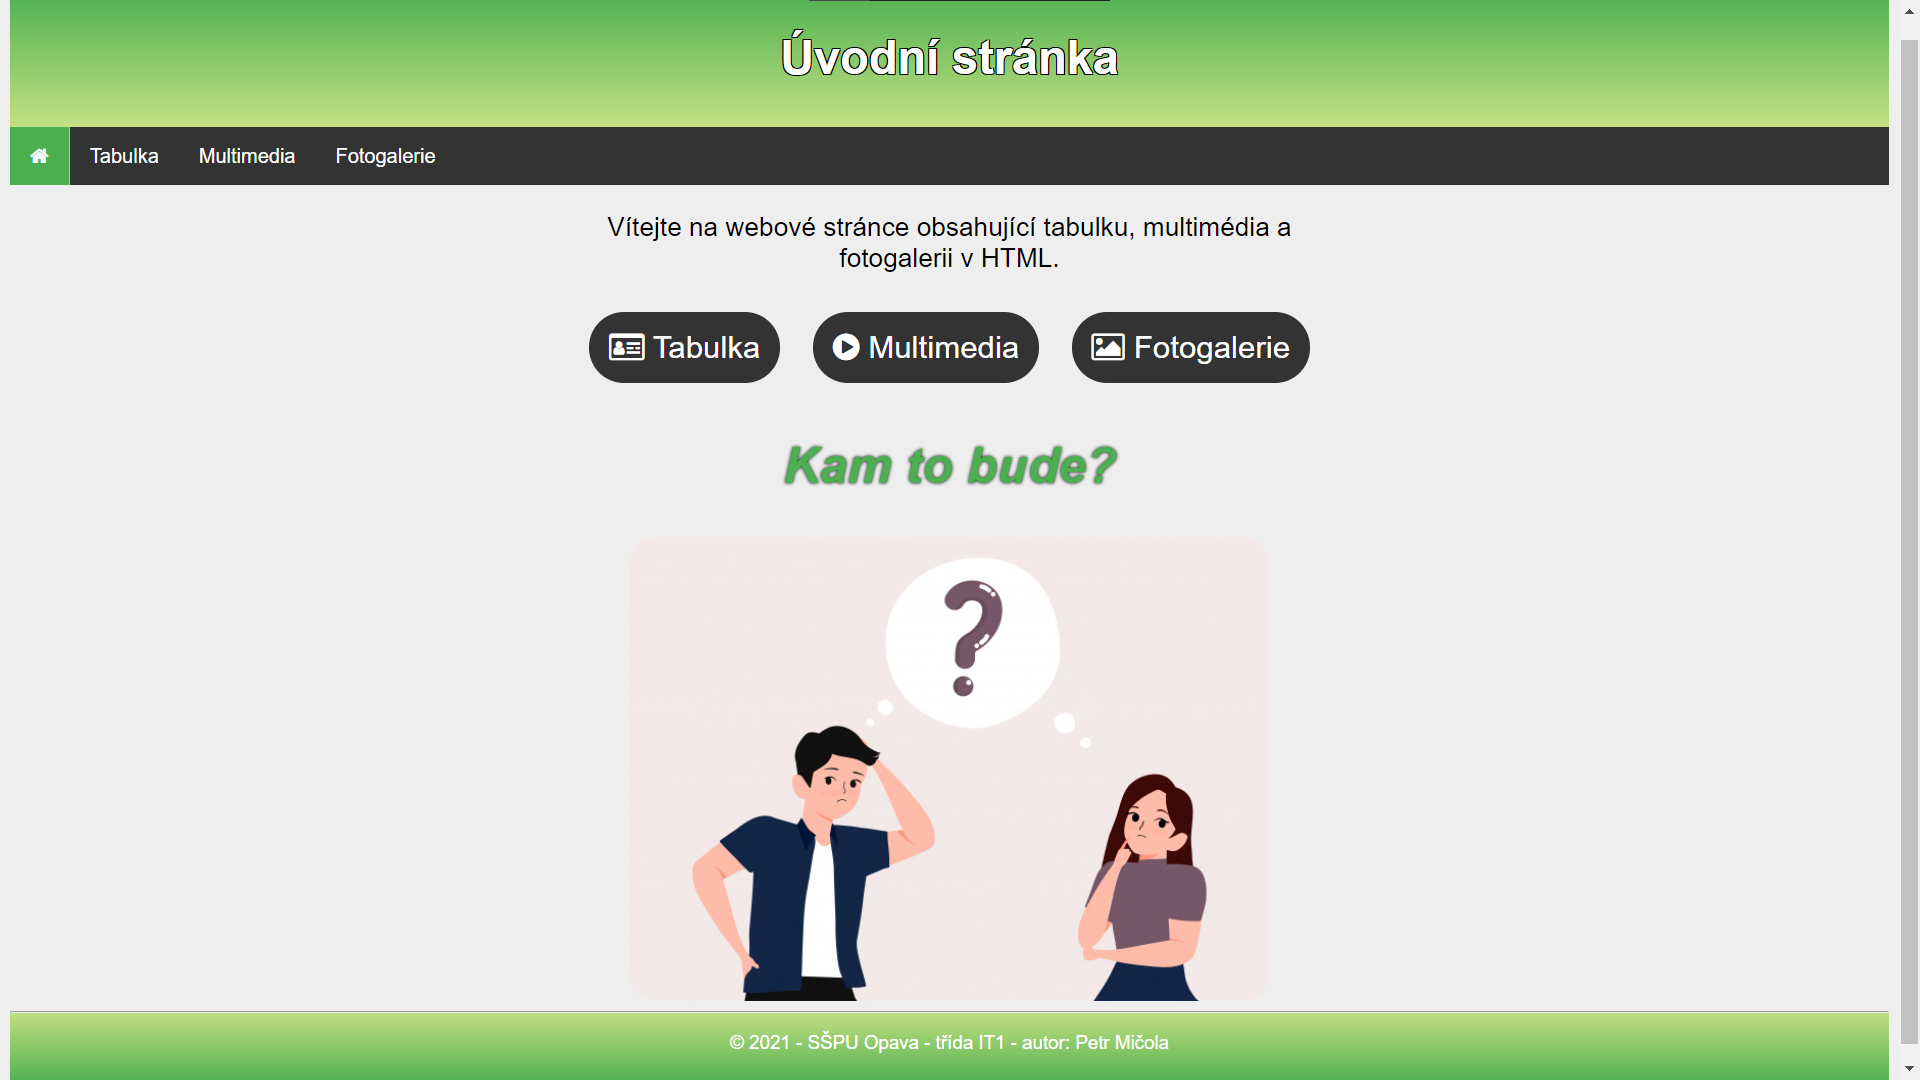 Úvodní stránka
Tabulka Multimedia Fotogalerie
Vítejte na webové stránce obsahující tabulku, multimédia a
fotogalerii v HTML.
Tabulka Multimedia Fotogalerie
Kam to bude?
?
© 2021 - SŠPU Opava - třída IT1 - autor: Petr Mičola